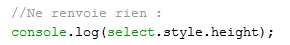 //Ne renvoie rien :
console.log(select.style.height);